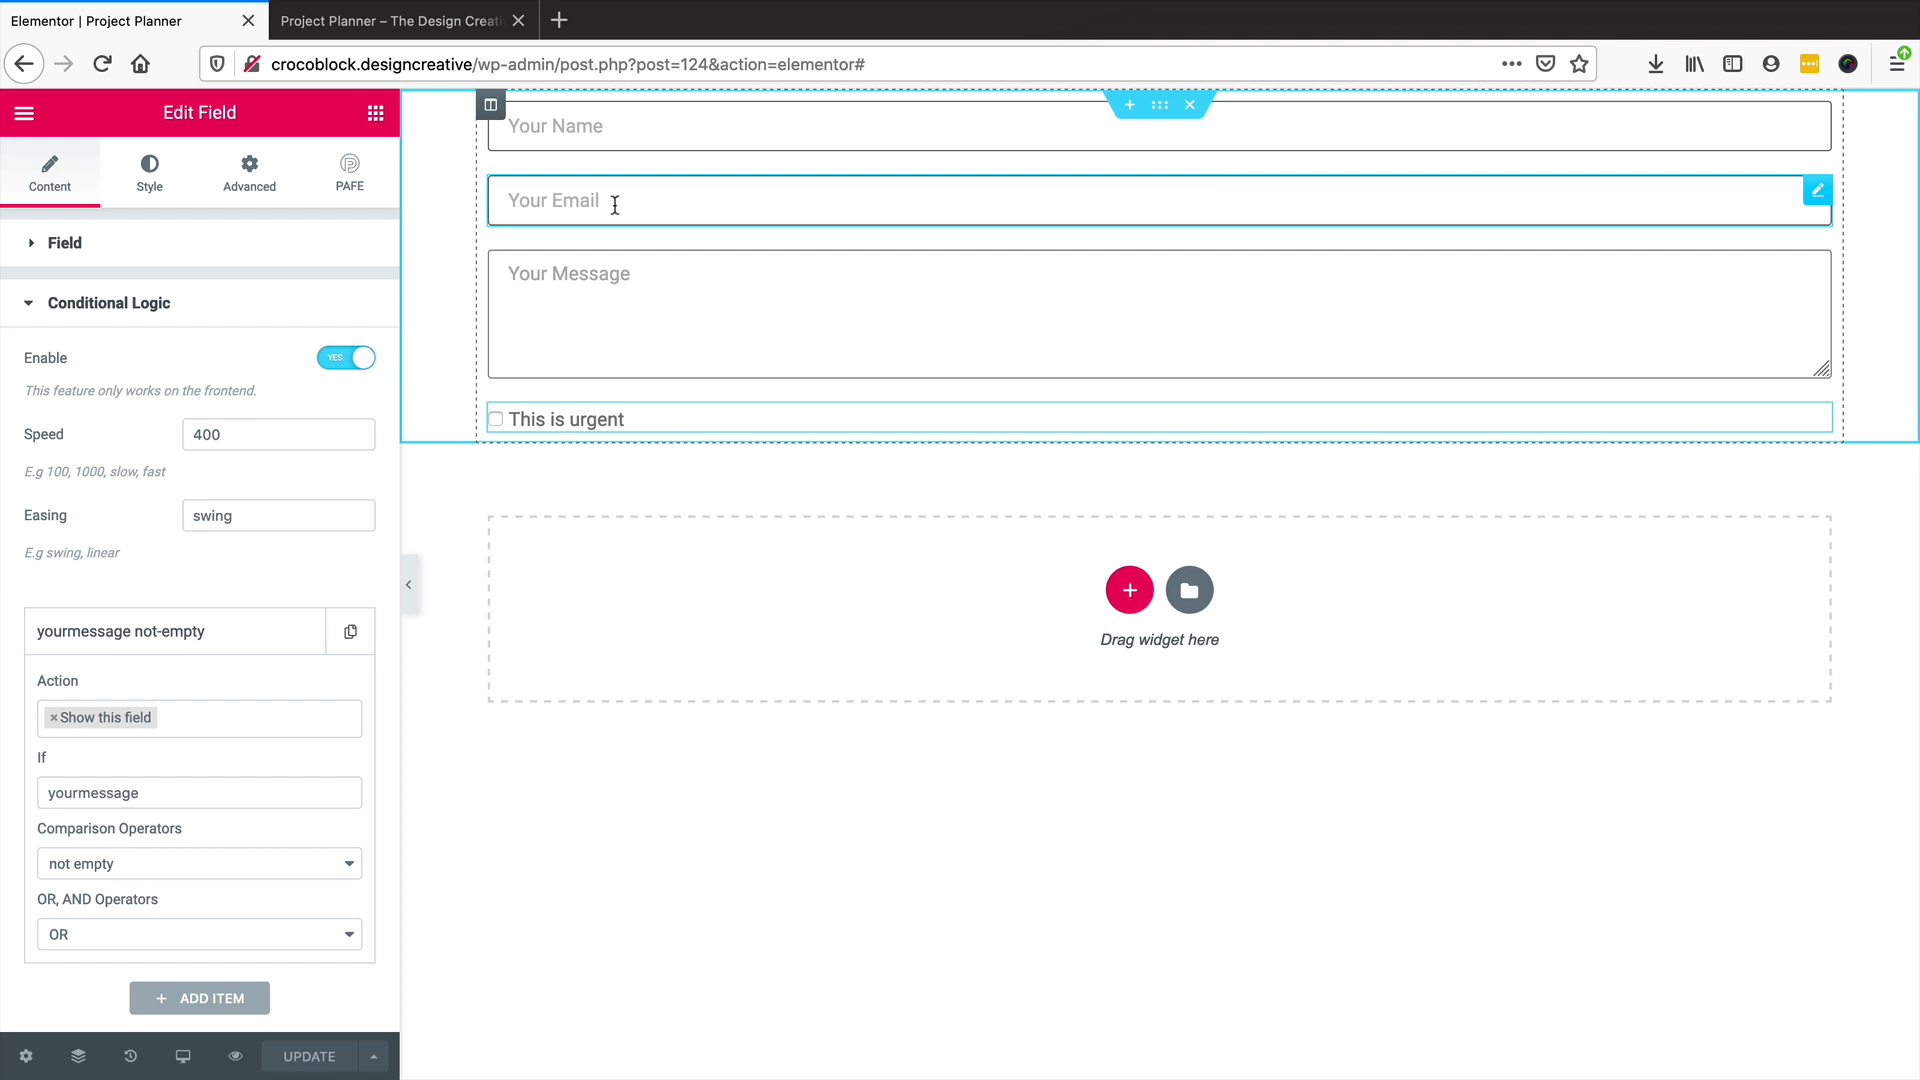 Elementor | Project Planner
Project Planner – The Design Creati
crocoblock.designcreative/wp-admin/post.php?post=124&action=elementor#
Edit Field
Content
Style
Advanced
PAFE
Field
Conditional Logic
Enable
YES
This feature only works on the frontend.
Speed
400
E.g 100, 1000, slow, fast
Easing
swing
E.g swing, linear
yourmessage not-empty
Action
×Show this field
If
yourmessage
Comparison Operators
not empty
OR, AND Operators
OR
+ ADD ITEM
UPDATE
Your Name
Your Email
Your Message
This is urgent
Drag widget here